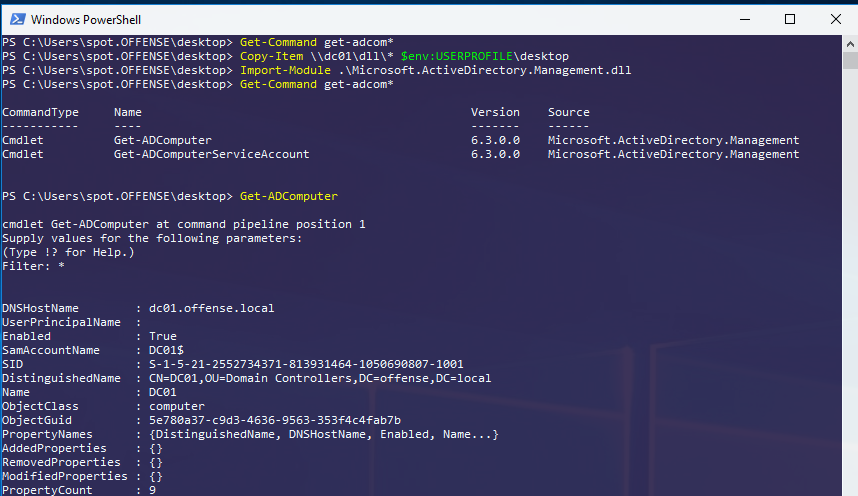 Windows PowerShell
PS C:\Users\spot.OFFENSE\desktop> Get-Command get-adcom*
PS C:\Users\spot.OFFENSE\desktop> Copy-Item \\dc01\dll\* $env:USERPROFILE\desktop
PS C:\Users\spot.OFFENSE\desktop> Import-Module .\Microsoft.ActiveDirectory.Management.dll
PS C:\Users\spot.OFFENSE\desktop> Get-Command get-adcom*
CommandType     Name                                               Version    Source
-----------     ----                                               -------    ------
Cmdlet          Get-ADComputer                                     6.3.0.0    Microsoft.ActiveDirectory.Management
Cmdlet          Get-ADComputerServiceAccount                       6.3.0.0    Microsoft.ActiveDirectory.Management
PS C:\Users\spot.OFFENSE\desktop> Get-ADComputer
cmdlet Get-ADComputer at command pipeline position 1
Supply values for the following parameters:
(Type !? for Help.)
Filter: *
DNSHostName        : dc01.offense.local
UserPrincipalName  :
Enabled            : True
SamAccountName     : DC01$
SID                : S-1-5-21-2552734371-813931464-1050690807-1001
DistinguishedName  : CN=DC01,OU=Domain Controllers,DC=offense,DC=local
Name               : DC01
ObjectClass        : computer
ObjectGuid         : 5e780a37-c9d3-4636-9563-353f4c4fab7b
PropertyNames      : {DistinguishedName, DNSHostName, Enabled, Name...}
AddedProperties    : {}
RemovedProperties  : {}
ModifiedProperties : {}
PropertyCount      : 9